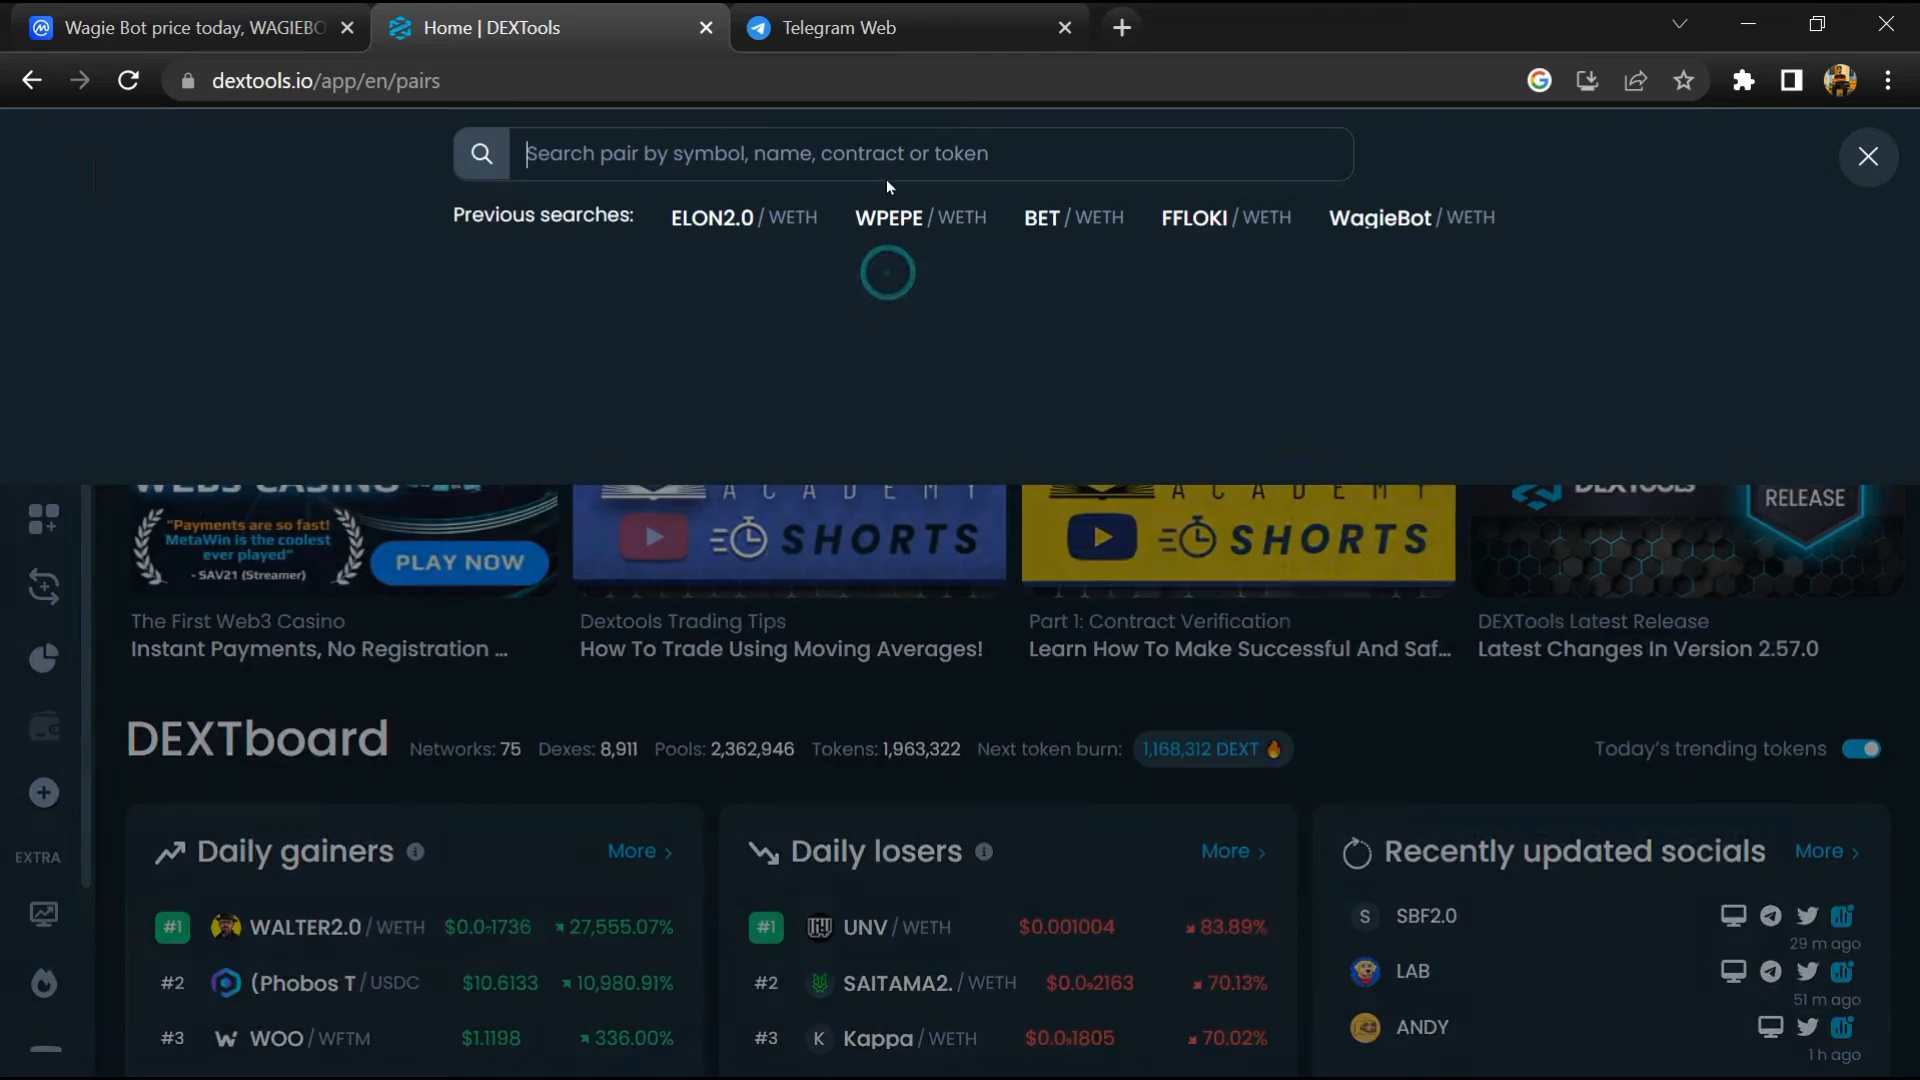 Wagie Bot price today, WAGIEBO
Home | DEXTools
Telegram Web
dextools.io/app/en/pairs
Search pair by symbol, name, contract or token
Previous searches: ELON2.0 / WETH WPEPE / WETH BET / WETH FFLOKI / WETH WagieBot / WETH
"Payments are so fast!
MetaWin is the coolest
ever played"
- SAV21 (Streamer)
PLAY NOW
ACADEMY
SHORTS
ACADEMY
SHORTS
DEXTOOLS
RELEASE
The First Web3 Casino
Instant Payments, No Registration ...
Dextools Trading Tips
How To Trade Using Moving Averages!
Part 1: Contract Verification
Learn How To Make Successful And Saf...
DEXTools Latest Release
Latest Changes In Version 2.57.0
DEXTboard Networks: 75 Dexes: 8,911 Pools: 2,362,946 Tokens: 1,963,322 Next token burn: 1,168,312 DEXT Today's trending tokens
EXTRA
Daily gainers More >
#1 WALTER2.0 / WETH $0.0₇1736 27,555.07%
#2 (Phobos T / USDC $10.6133 10,980.91%
#3 WOO / WFTM $1.1198 336.00%
Daily losers More >
#1 UNV / WETH $0.001004 83.89%
#2 SAITAMA2. / WETH $0.0₉2163 70.13%
#3 K Kappa / WETH $0.0₉1805 70.02%
Recently updated socials More >
S SBF2.0
29 m ago
LAB
51 m ago
ANDY
1 h ago